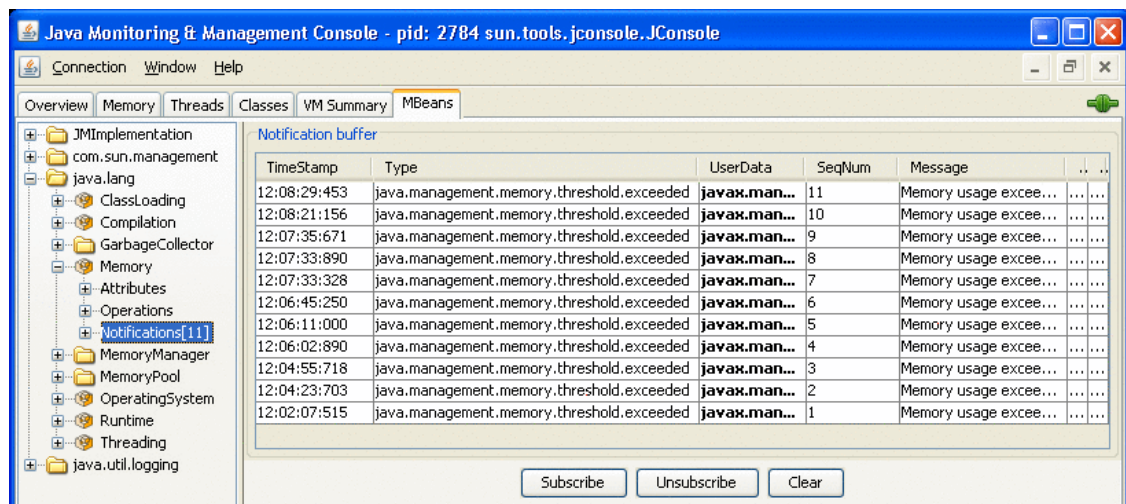 Java Monitoring & Management Console - pid: 2784 sun.tools.jconsole.JConsole
Connection Window Help
Overview Memory Threads Classes VM Summary MBeans
JMImplementation
com.sun.management
java.lang
ClassLoading
Compilation
GarbageCollector
Memory
Attributes
Operations
Notifications[11]
MemoryManager
MemoryPool
OperatingSystem
Runtime
Threading
java.util.logging
Notification buffer
TimeStamp Type UserData SeqNum Message .. ..
12:08:29:453 java.management.memory.threshold.exceeded javax.man... 11 Memory usage excee... ... ...
12:08:21:156 java.management.memory.threshold.exceeded javax.man... 10 Memory usage excee... ... ...
12:07:35:671 java.management.memory.threshold.exceeded javax.man... 9 Memory usage excee... ... ...
12:07:33:890 java.management.memory.threshold.exceeded javax.man... 8 Memory usage excee... ... ...
12:07:33:328 java.management.memory.threshold.exceeded javax.man... 7 Memory usage excee... ... ...
12:06:45:250 java.management.memory.threshold.exceeded javax.man... 6 Memory usage excee... ... ...
12:06:11:000 java.management.memory.threshold.exceeded javax.man... 5 Memory usage excee... ... ...
12:06:02:890 java.management.memory.threshold.exceeded javax.man... 4 Memory usage excee... ... ...
12:04:55:718 java.management.memory.threshold.exceeded javax.man... 3 Memory usage excee... ... ...
12:04:23:703 java.management.memory.threshold.exceeded javax.man... 2 Memory usage excee... ... ...
12:02:07:515 java.management.memory.threshold.exceeded javax.man... 1 Memory usage excee... ... ...
Subscribe Unsubscribe Clear